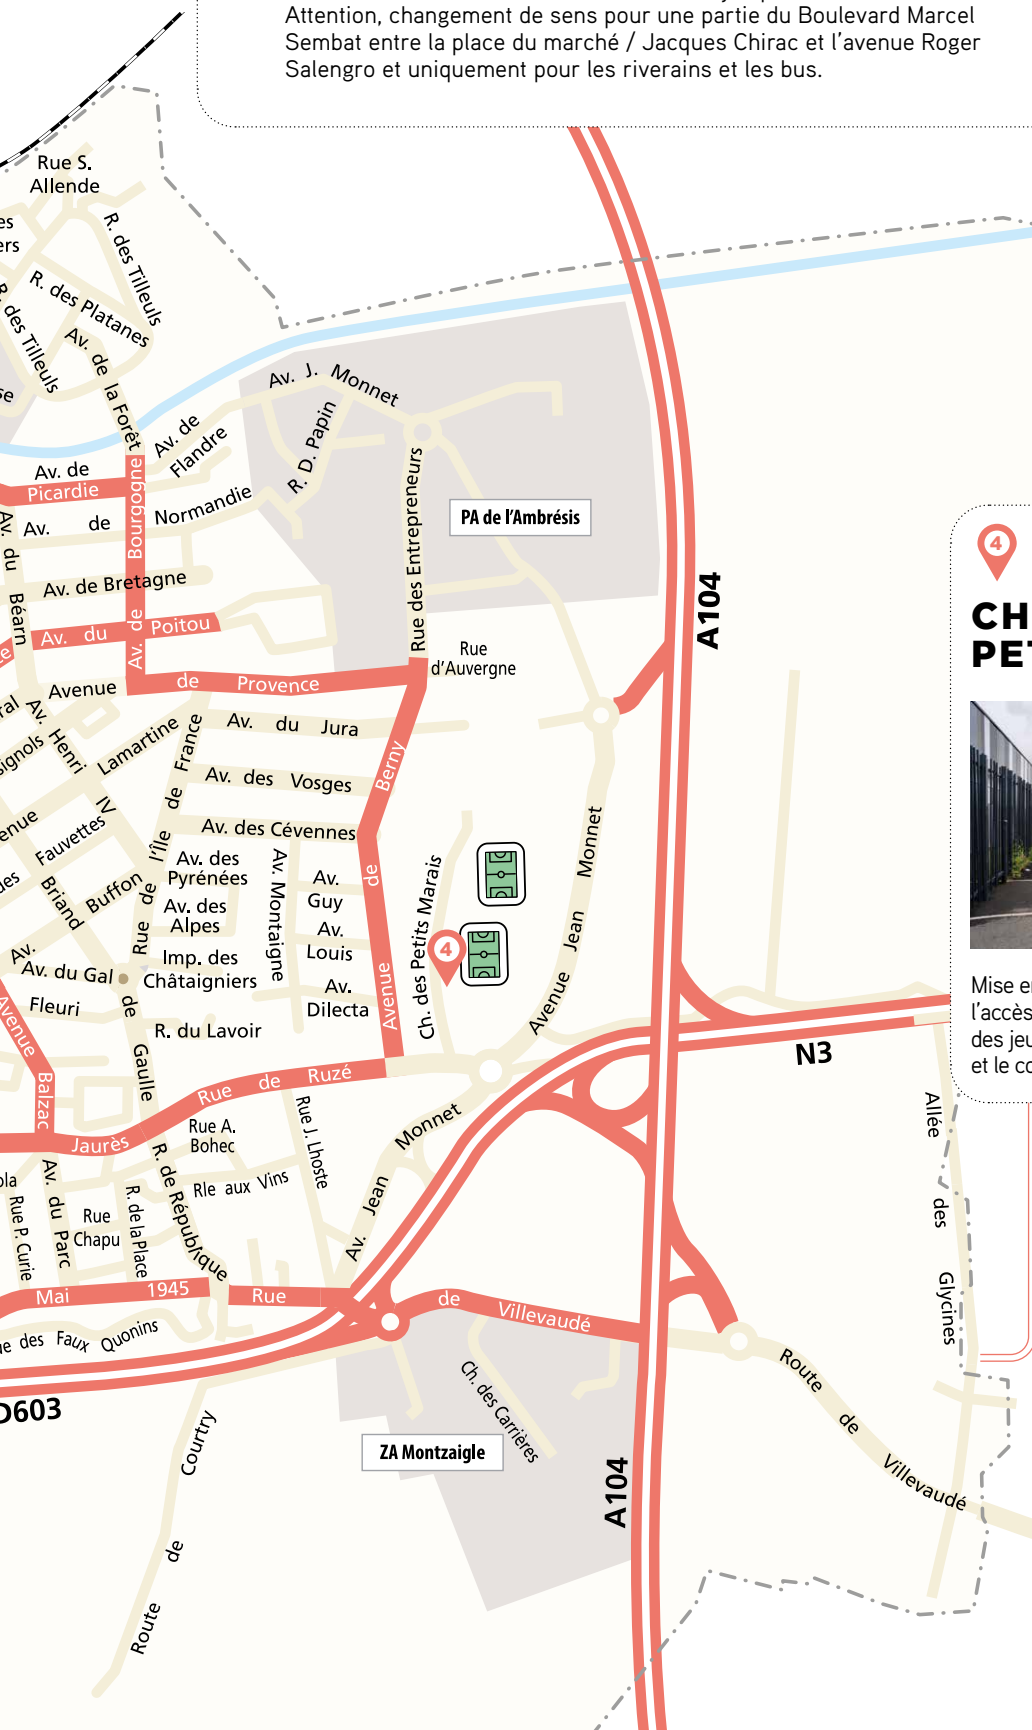 Attention, changement de sens pour une partie du Boulevard Marcel
Sembat entre la place du marché / Jacques Chirac et l'avenue Roger
Salengro et uniquement pour les riverains et les bus.
Rue S.
Allende
R. des Tilleuls
R. des Platanes
R. des Tilleuls
Av. de la Forêt
Av. J. Monnet
Av. de
Flandre
R. D. Papin
Av. de
Picardie
Av. de Normandie
Av. de Bourgogne
Rue des Entrepreneurs
PA de l'Ambrésis
Av. du Béarn
Av. de Bretagne
Av. du Poitou
A104
4
CH
PET
Rue
d'Auvergne
Avenue de Provence
Av. Henri IV
Lamartine
Rue de l'Île de France
Av. du Jura
Av. des Vosges
Avenue de Berny
Av. des Cévennes
Fauvettes
Briand
Buffon
Av. des
Pyrénées
Av. des
Alpes
Imp. des
Châtaigniers
Av. Montaigne
Av.
Guy
Av.
Louis
Av.
Dilecta
Ch. des Petits Marais
4
Avenue Jean Monnet
Av.
Av. du Gal
Fleuri
de Gaulle
R. du Lavoir
Avenue Balzac
N3
Mise en
l'accès
des jeu
et le co
Rue de Ruzé
Jaurès
Rue A.
Bohec
Rue J. Lhoste
Av. Jean Monnet
Allée des Glycines
Rue P. Curie
Av. du Parc
Rue
Chapu
R. de la Place
R. de République
Rle aux Vins
Mai 1945
Rue de Villevaudé
des Faux Quonins
D603
Ch. des Carrières
ZA Montzaigle
A104
Route de Villevaudé
Route de Courtry